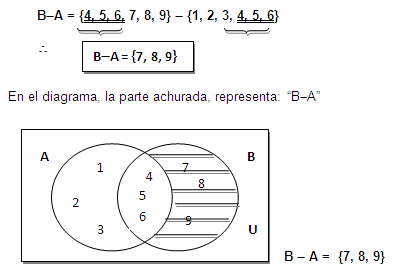 B–A = {4, 5, 6, 7, 8, 9} – {1, 2, 3, 4, 5, 6}
∴ B–A = {7, 8, 9}
En el diagrama, la parte achurada, representa: “B–A”
A B
1 4 7
8
2 5
6 9
3 U
B – A = {7, 8, 9}